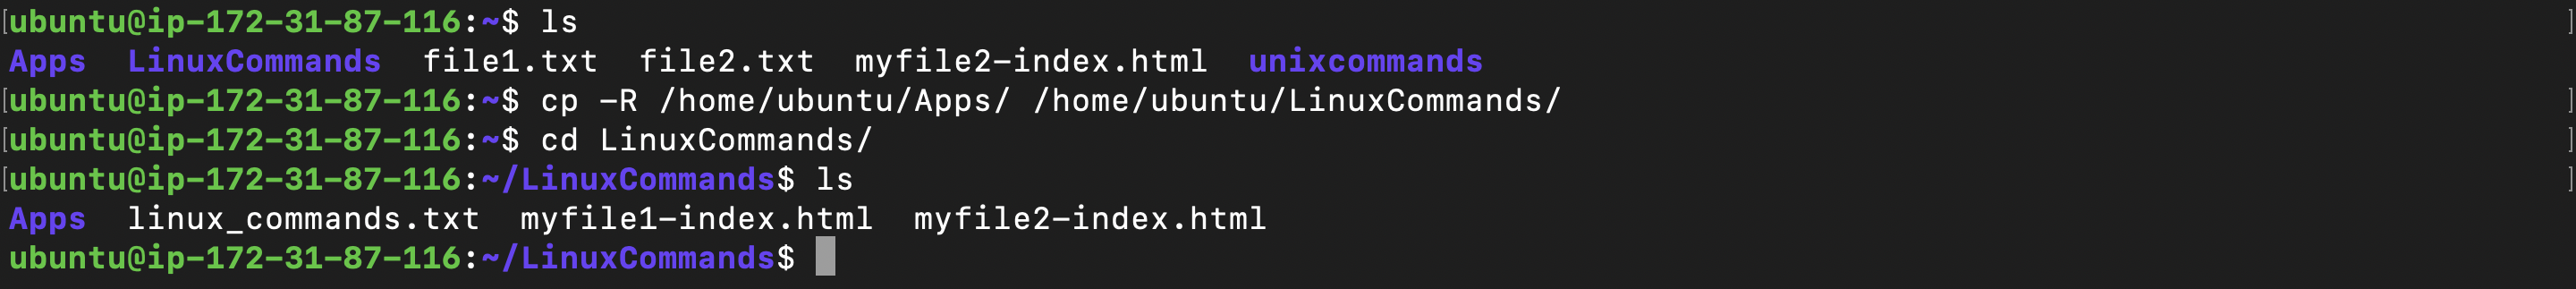 [ubuntu@ip-172-31-87-116:~$ ls ]
Apps  LinuxCommands  file1.txt  file2.txt  myfile2-index.html  unixcommands
[ubuntu@ip-172-31-87-116:~$ cp -R /home/ubuntu/Apps/ /home/ubuntu/LinuxCommands/ ]
[ubuntu@ip-172-31-87-116:~$ cd LinuxCommands/ ]
[ubuntu@ip-172-31-87-116:~/LinuxCommands$ ls ]
Apps  linux_commands.txt  myfile1-index.html  myfile2-index.html
ubuntu@ip-172-31-87-116:~/LinuxCommands$